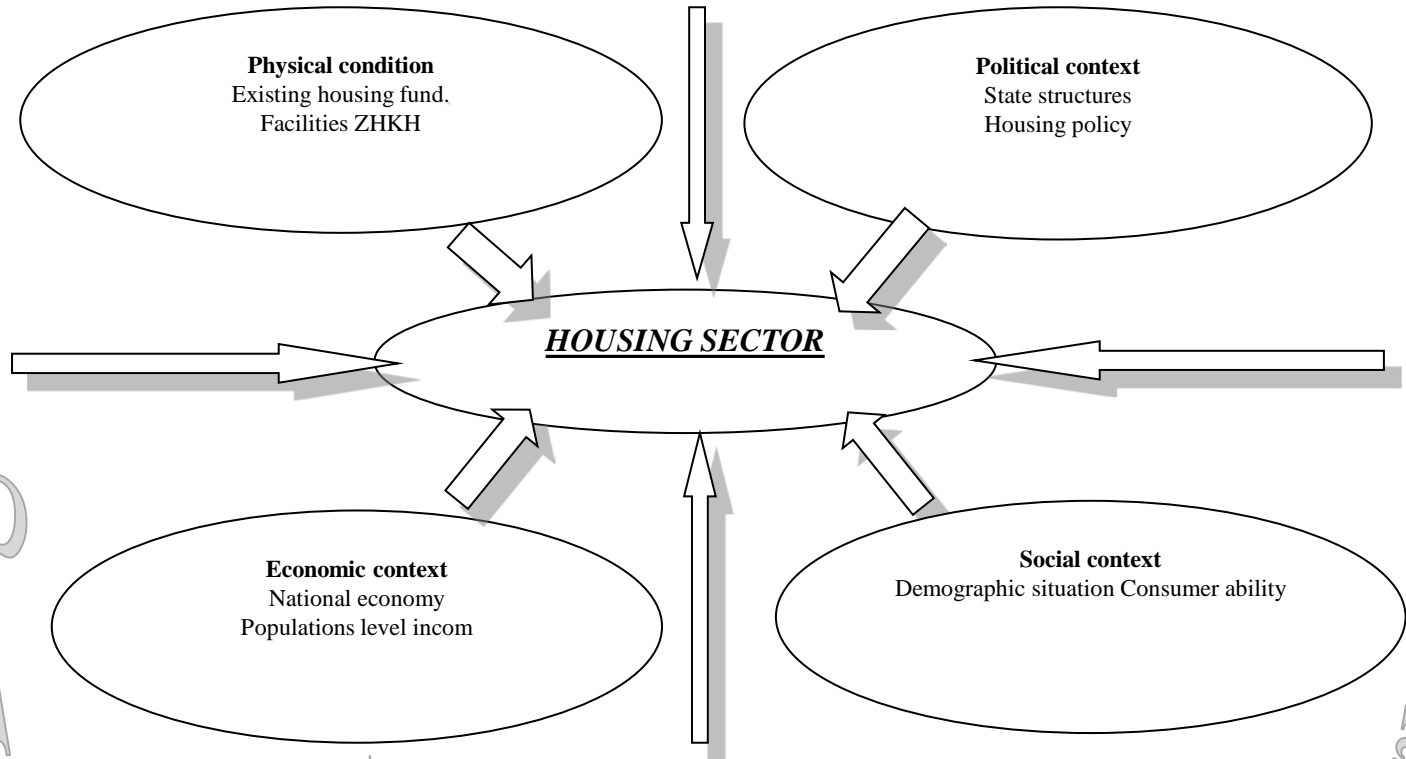 Physical condition
Existing housing fund.
Facilities ZHKH
Political context
State structures
Housing policy
HOUSING SECTOR
Economic context
National economy
Populations level incom
Social context
Demographic situation Consumer ability